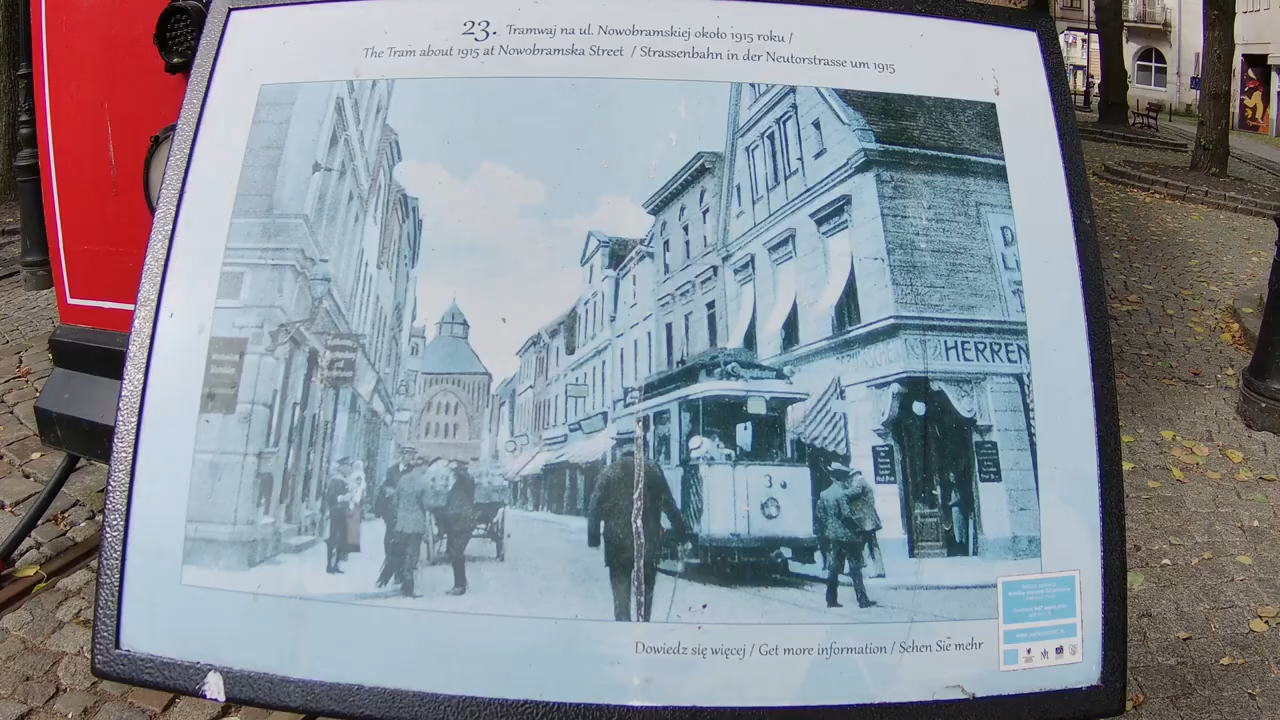 23. Tramwaj na ul. Nowobramskiej około 1915 roku /
The Tram about 1915 at Nowobramska Street / Strassenbahn in der Neutorstrasse um 1915
HERREN
3
Dowiedz się więcej / Get more information / Sehen Sie mehr